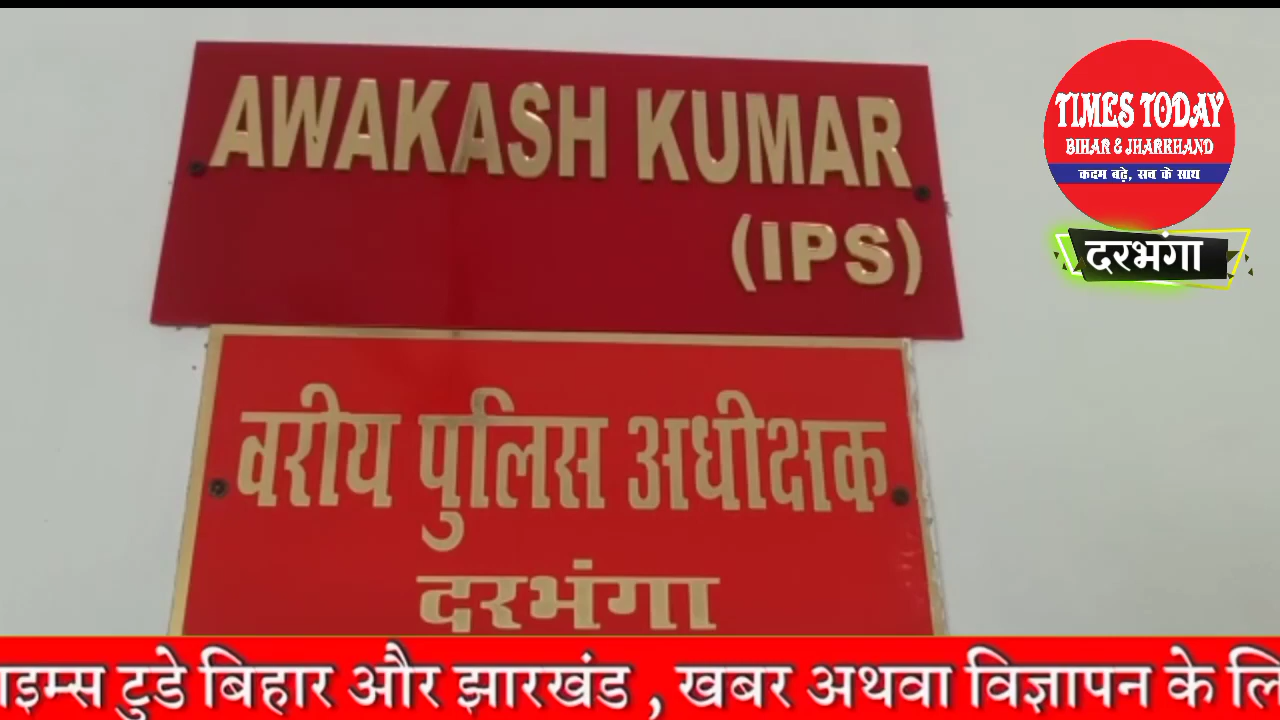 AWAKASH KUMAR
(IPS)
वरीय पुलिस अधीक्षक
दरभंगा
TIMES TODAY
BIHAR & JHARKHAND
कदम बढ़े, सब के साथ
दरभंगा
इम्स टुडे बिहार और झारखंड , खबर अथवा विज्ञापन के लि